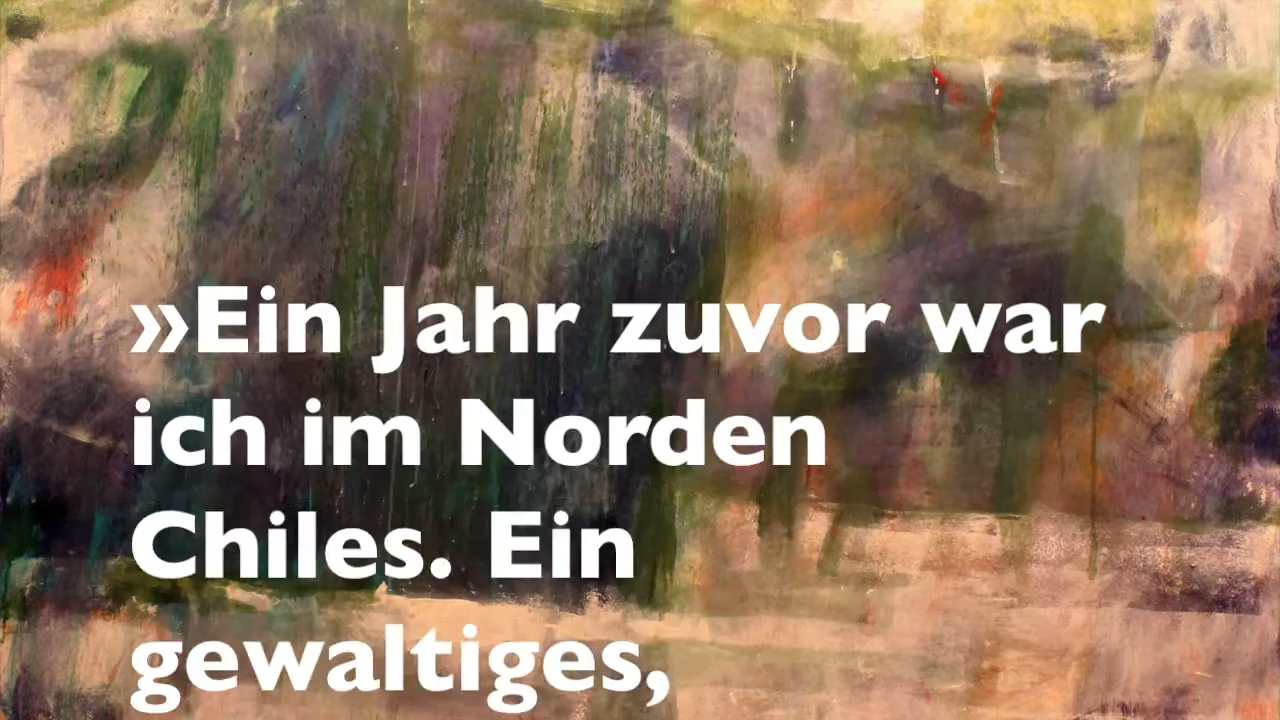 »Ein Jahr zuvor war
ich im Norden
Chiles. Ein
gewaltiges,